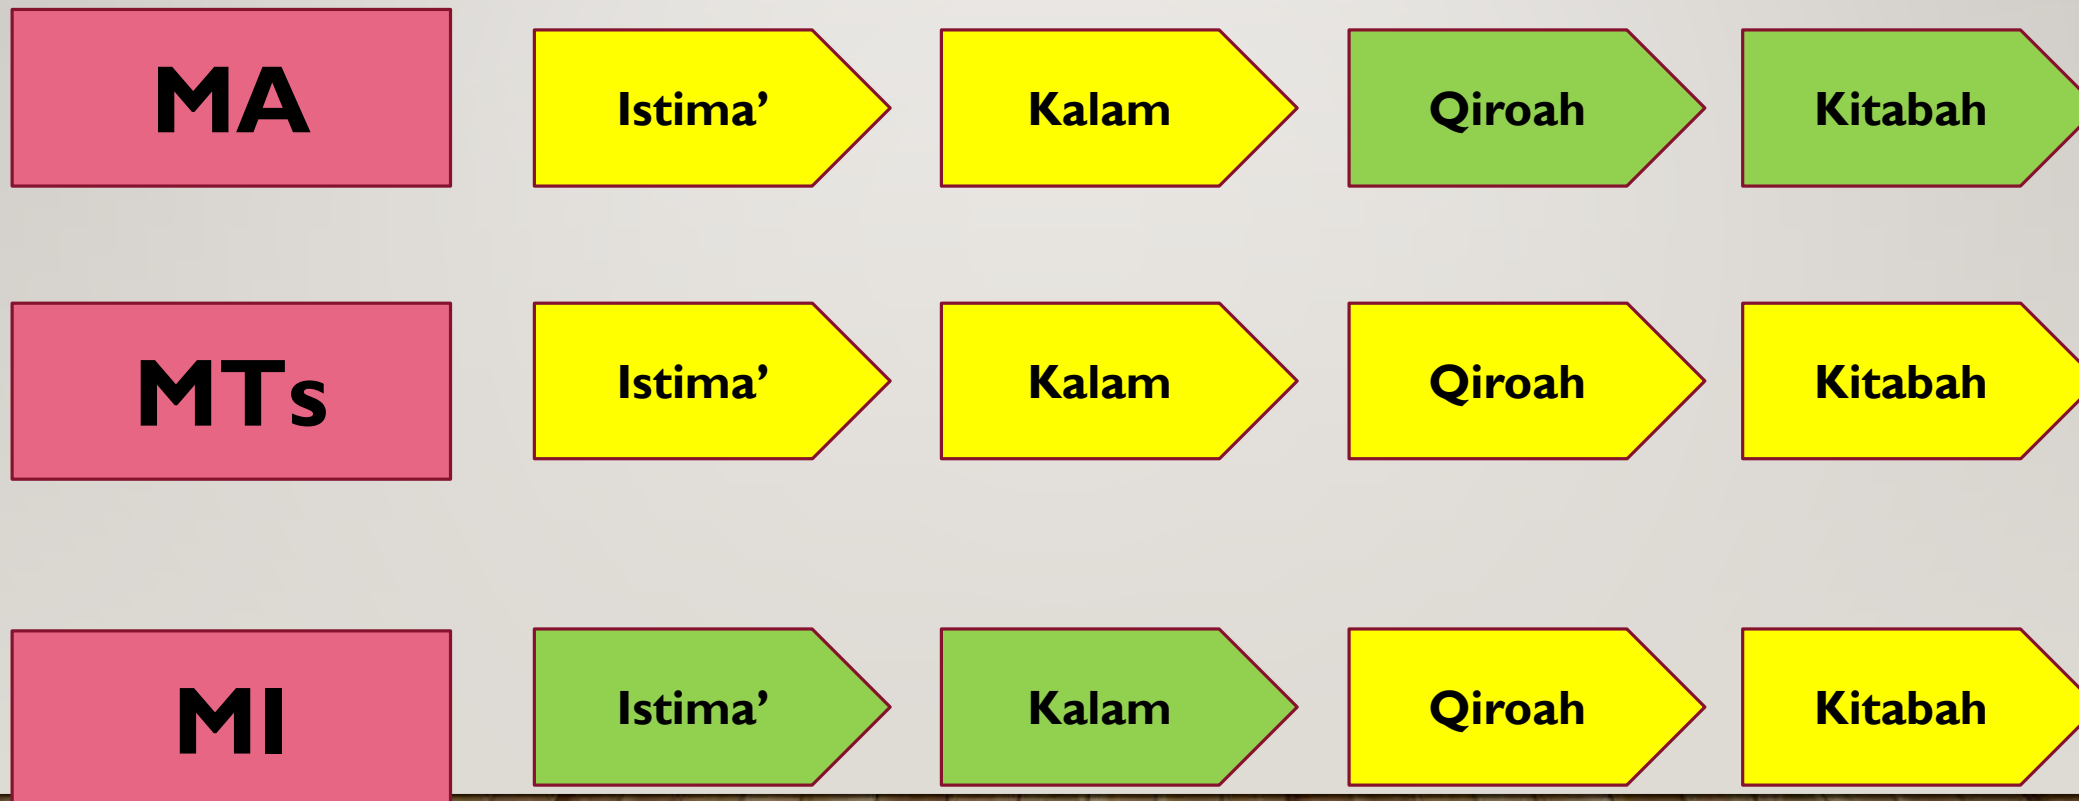 MA
Istima’
Kalam
Qiroah
Kitabah
MTs
Istima’
Kalam
Qiroah
Kitabah
MI
Istima’
Kalam
Qiroah
Kitabah